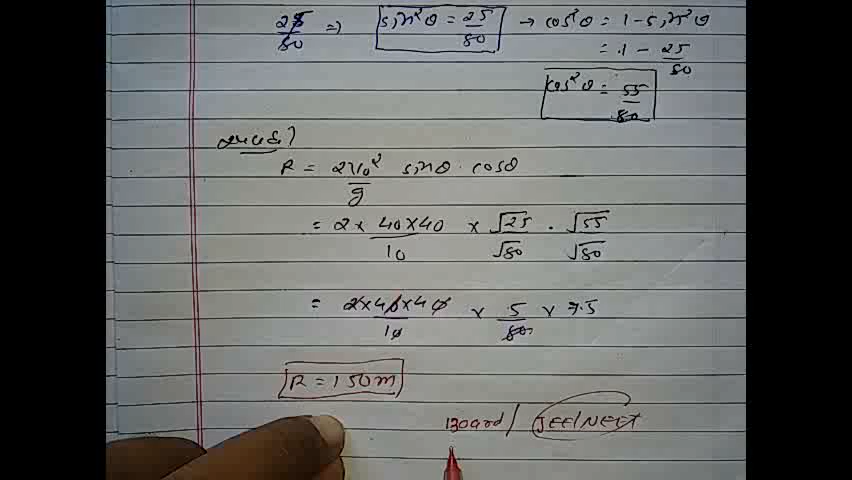 25/80 ⇒ sin²θ = 25/80 → cos²θ = 1 - sin²θ
= 1 - 25/80
cos²θ = 55/80
R = 2u²/g sinθ · cosθ
= 2 × 40×40/10 × √25/√80 · √55/√80
= 2×40×40/10 × 5/80 × 7.5
R = 150m
Board / JEE/NEET